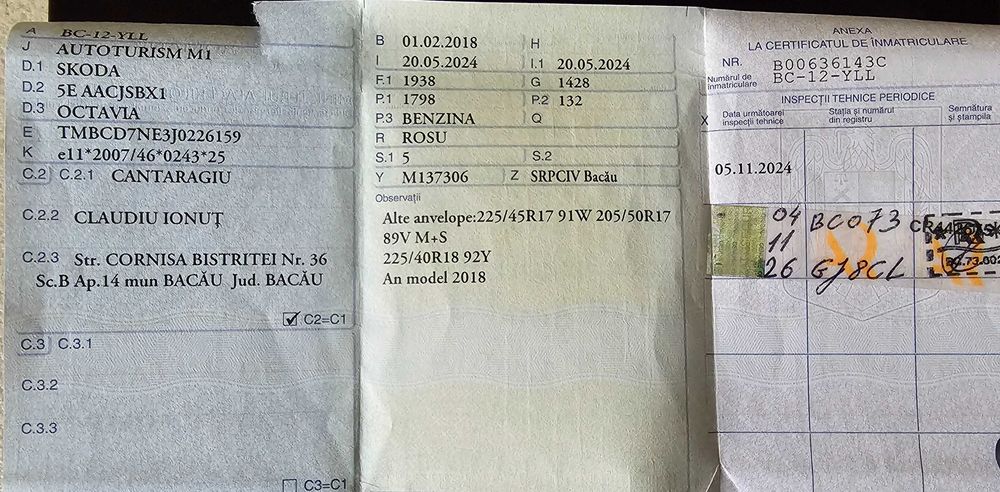 A BC-12-YLL
J AUTOTURISM M1
D.1 SKODA
D.2 5E AACJSBX1
D.3 OCTAVIA
E TMBCD7NE3J0226159
K e11*2007/46*0243*25
C.2 C.2.1 CANTARAGIU
C.2.2 CLAUDIU IONUȚ
C.2.3 Str. CORNISA BISTRITEI Nr. 36
Sc.B Ap.14 mun BACĂU Jud. BACĂU
C2=C1
C.3 C.3.1
C.3.2
C.3.3
C3=C1
B 01.02.2018 H
I 20.05.2024 I.1 20.05.2024
F.1 1938 G 1428
P.1 1798 P.2 132
P.3 BENZINA Q
R ROSU
S.1 5 S.2
Y M137306 Z SRPCIV Bacău
Observații
Alte anvelope:225/45R17 91W 205/50R17
89V M+S
225/40R18 92Y
An model 2018
ANEXA
LA CERTIFICATUL DE ÎNMATRICULARE
NR. B00636143C
Numărul de înmatriculare BC-12-YLL
INSPECȚII TEHNICE PERIODICE
X Data următoarei inspecții tehnice
Stația și numărul din registru
Semnătura și ștampila
05.11.2024
04 BC073
11
26 GJ8CL